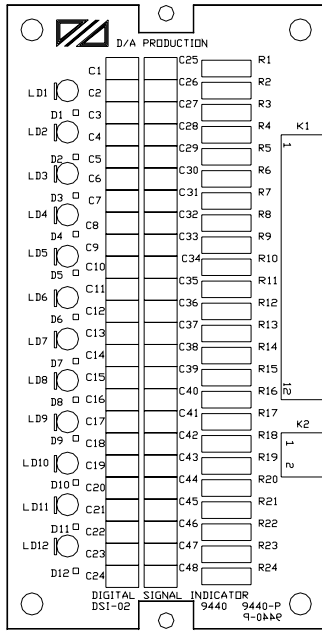 D/A PRODUCTION
C1 C25 R1
LD1 C2 C26 R2
D1 C3 C27 R3
LD2 C4 C28 R4 K1
D2 C5 C29 R5 1
LD3 C6 C30 R6
D3 C7 C31 R7
LD4 C8 C32 R8
D4 C9 C33 R9
LD5 C10 C34 R10
D5 C11 C35 R11
LD6 C12 C36 R12
D6 C13 C37 R13
LD7 C14 C38 R14
D7 C15 C39 R15
LD8 C16 C40 R16 12
D8 C17 C41 R17
LD9 C18 C42 R18 K2
D9 C19 C43 R19 1
LD10 C20 C44 R20 2
D10 C21 C45 R21
LD11 C22 C46 R22
D11 C23 C47 R23
LD12 C24 C48 R24
D12
DIGITAL SIGNAL INDICATOR
DSI-02 9440 9440-P
9440-P